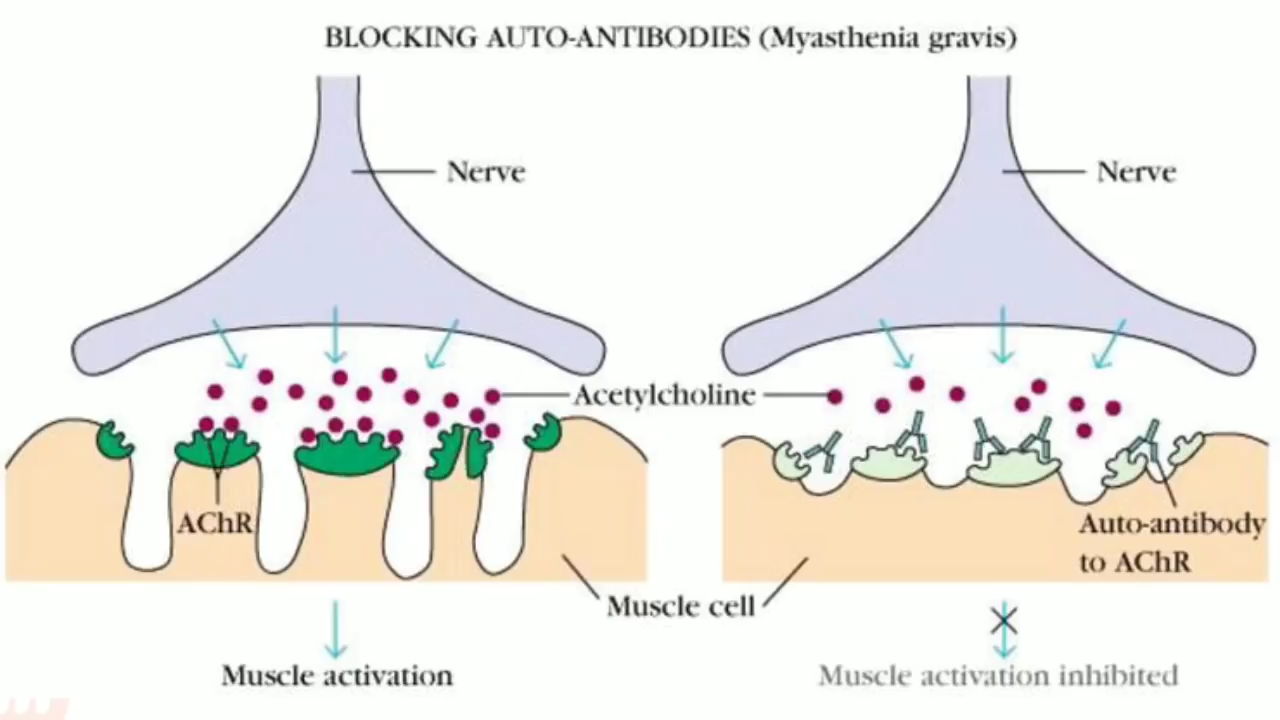 BLOCKING AUTO-ANTIBODIES (Myasthenia gravis)
Nerve
Nerve
Acetylcholine
AChR
Auto-antibody
to AChR
Muscle cell
Muscle activation
Muscle activation inhibited